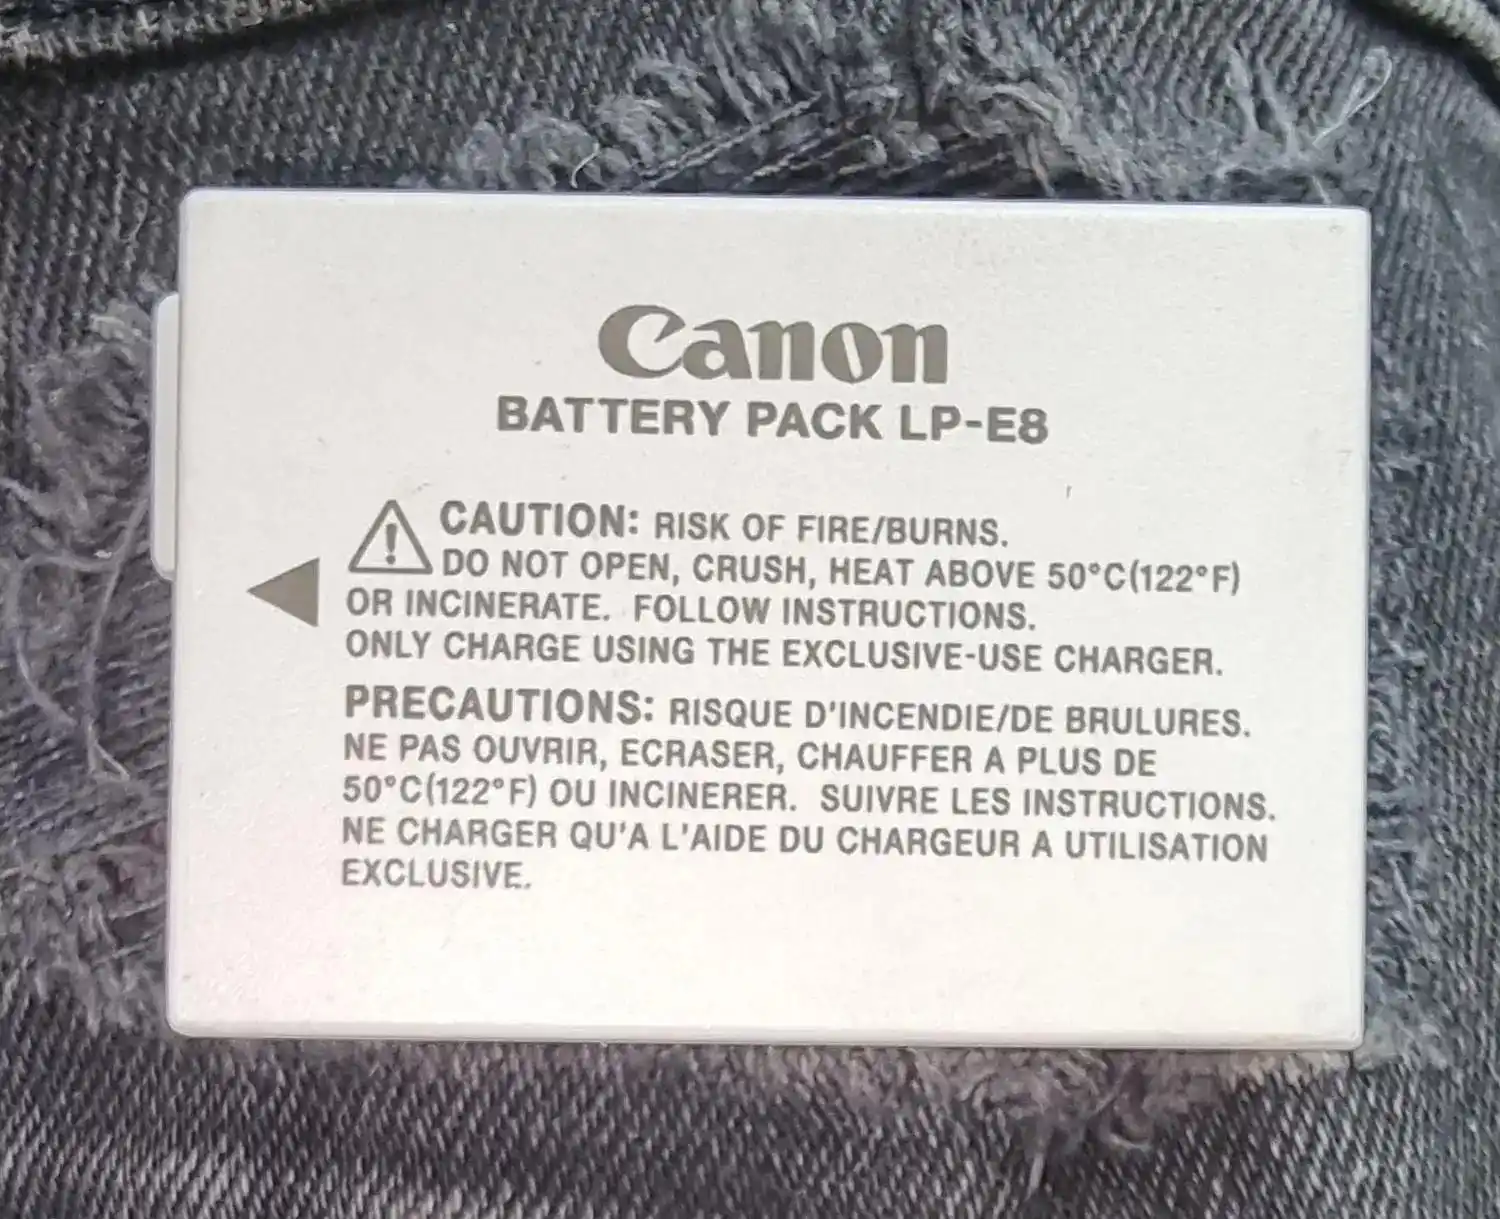 Canon
BATTERY PACK LP-E8
CAUTION: RISK OF FIRE/BURNS.
DO NOT OPEN, CRUSH, HEAT ABOVE 50°C(122°F)
OR INCINERATE. FOLLOW INSTRUCTIONS.
ONLY CHARGE USING THE EXCLUSIVE-USE CHARGER.
PRECAUTIONS: RISQUE D'INCENDIE/DE BRULURES.
NE PAS OUVRIR, ECRASER, CHAUFFER A PLUS DE
50°C(122°F) OU INCINERER. SUIVRE LES INSTRUCTIONS.
NE CHARGER QU'A L'AIDE DU CHARGEUR A UTILISATION
EXCLUSIVE.